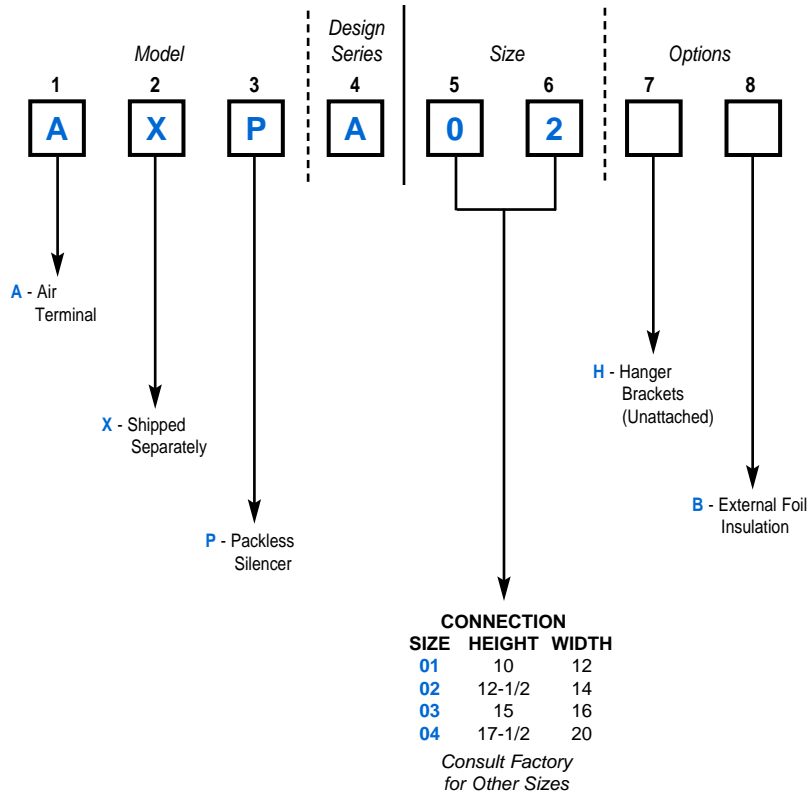 Model
Design
Series
Size
Options
1 2 3 4 5 6 7 8
A X P A 0 2
A - Air
Terminal
X - Shipped
Separately
P - Packless
Silencer
H - Hanger
Brackets
(Unattached)
B - External Foil
Insulation
CONNECTION
SIZE HEIGHT WIDTH
01 10 12
02 12-1/2 14
03 15 16
04 17-1/2 20
Consult Factory
for Other Sizes